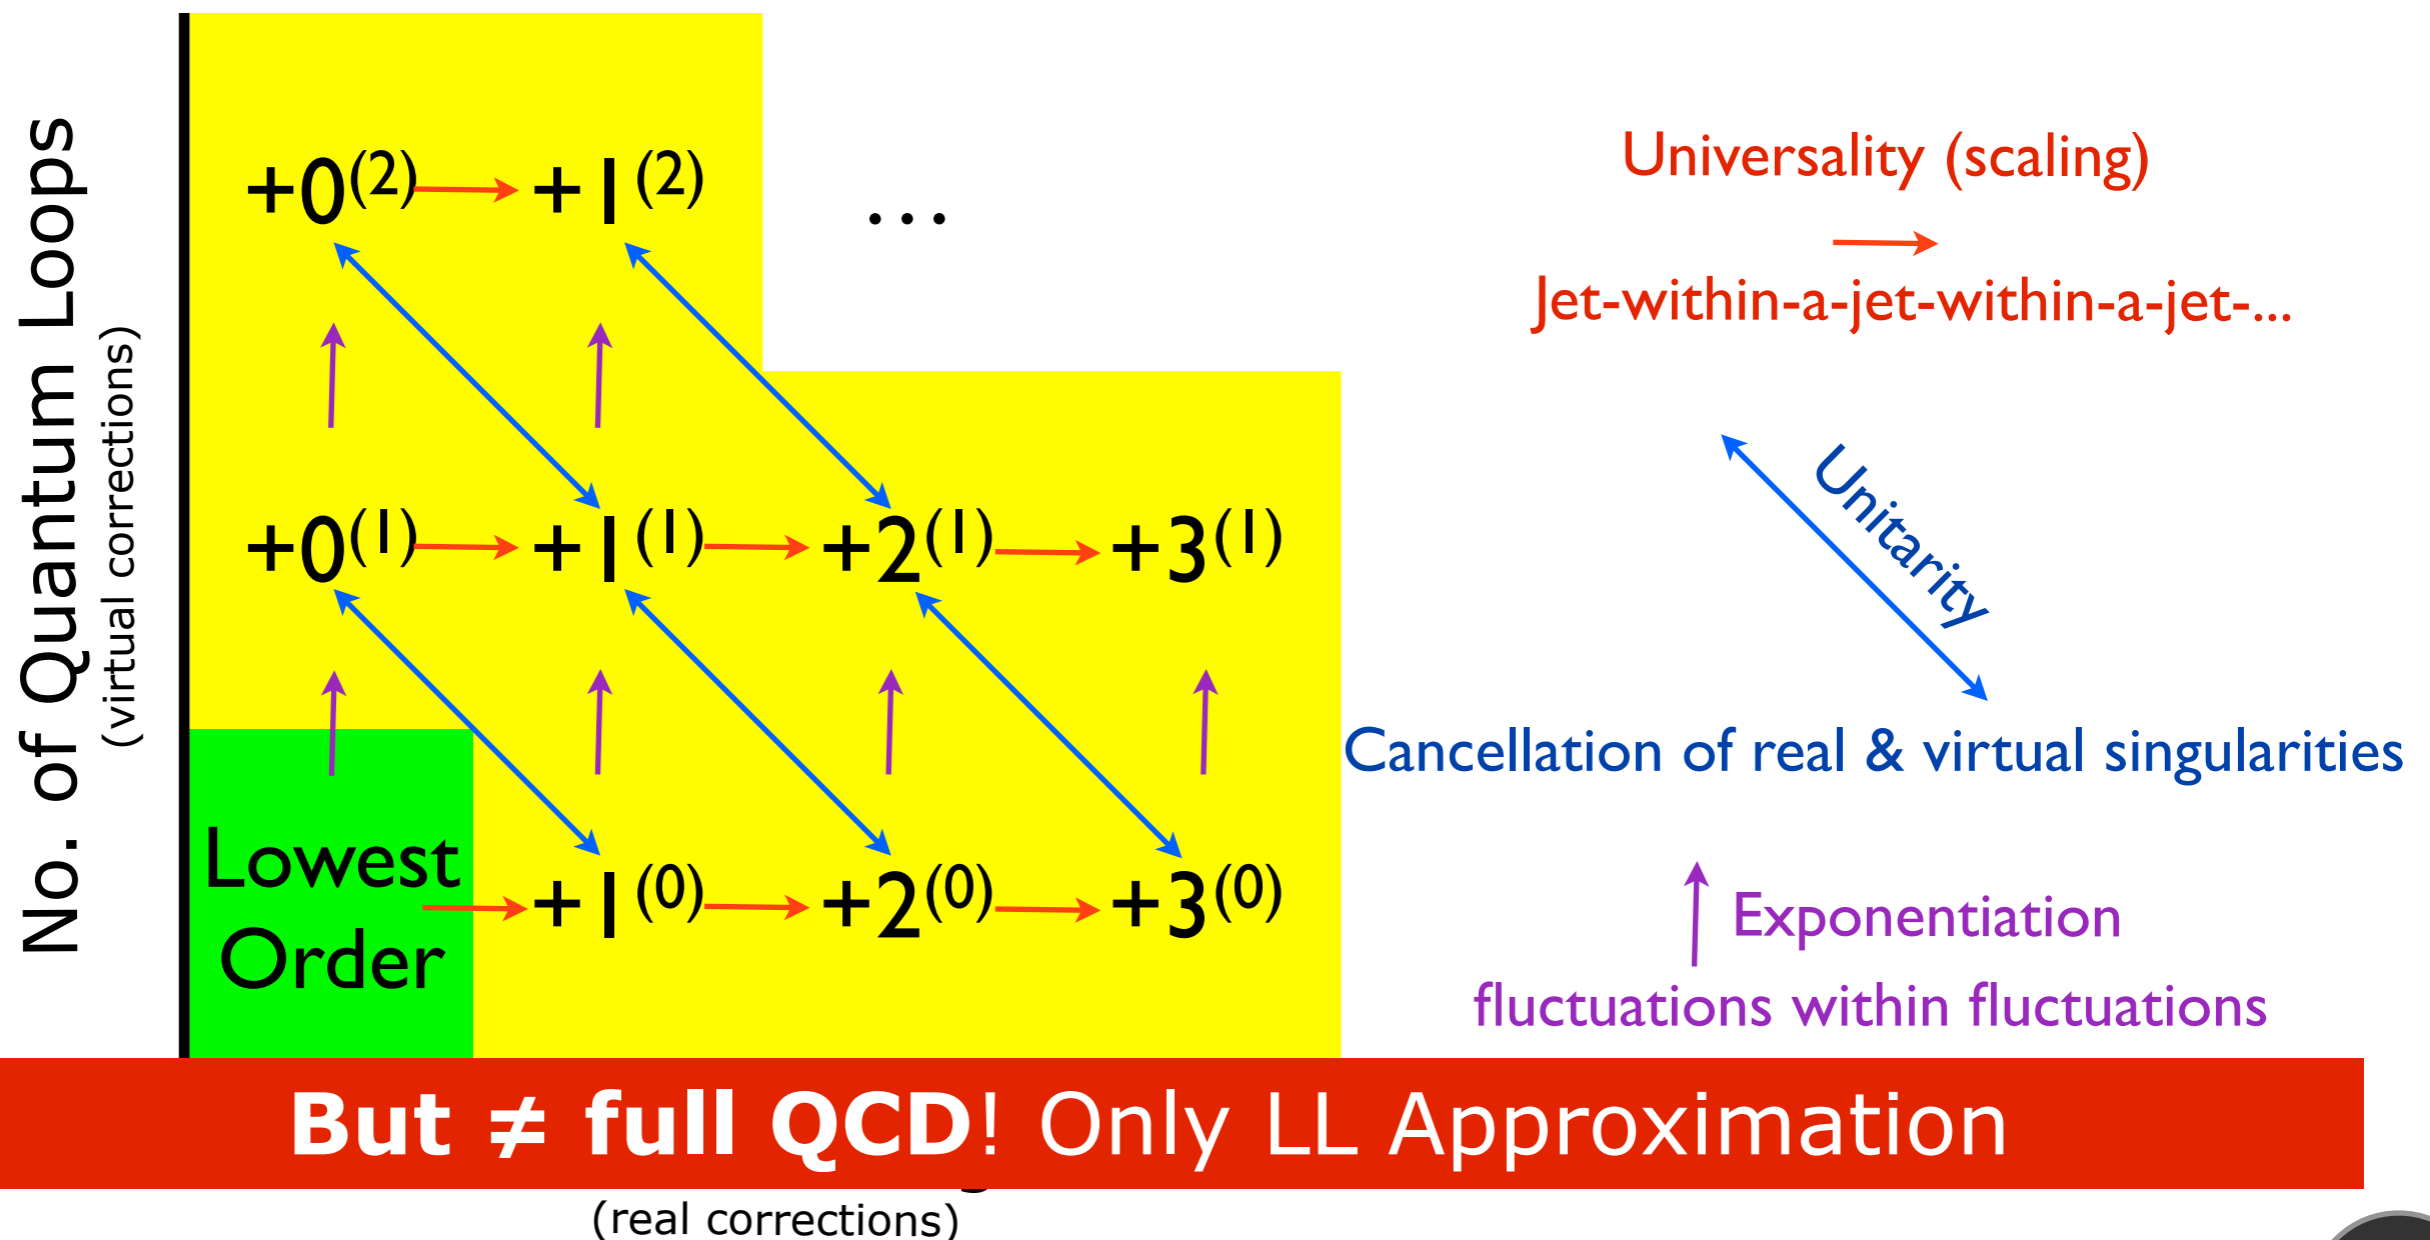 No. of Quantum Loops
(virtual corrections)
+0(2) +1(2) ...
+0(1) +1(1) +2(1) +3(1)
Lowest
Order
+1(0) +2(0) +3(0)
Universality (scaling)
Jet-within-a-jet-within-a-jet-...
Unitarity
Cancellation of real & virtual singularities
Exponentiation
fluctuations within fluctuations
But ≠ full QCD! Only LL Approximation
(real corrections)